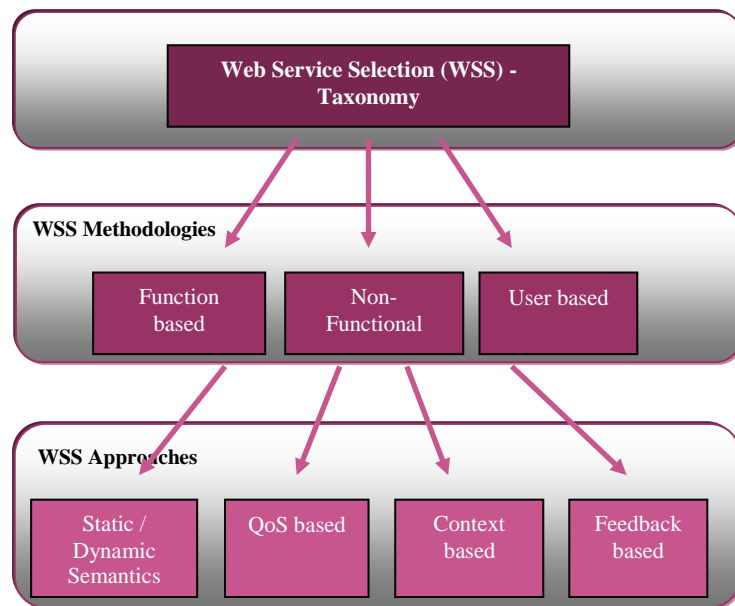 Web Service Selection (WSS) -
Taxonomy
WSS Methodologies
Function
based
Non-
Functional
User based
WSS Approaches
Static /
Dynamic
Semantics
QoS based
Context
based
Feedback
based